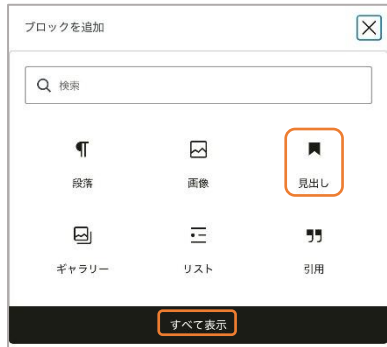 ブロックを追加
検索
段落
画像
見出し
ギャラリー
リスト
引用
すべて表示